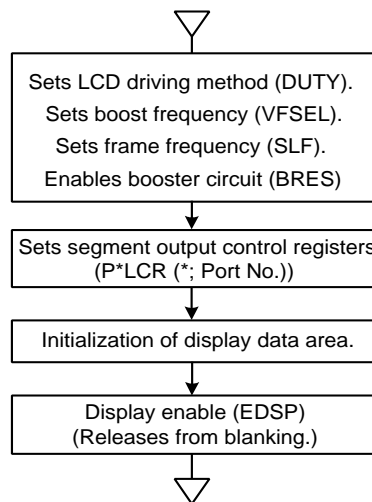 Sets LCD driving method (DUTY).
Sets boost frequency (VFSEL).
Sets frame frequency (SLF).
Enables booster circuit (BRES)
Sets segment output control registers
(P*LCR (*; Port No.))
Initialization of display data area.
Display enable (EDSP)
(Releases from blanking.)